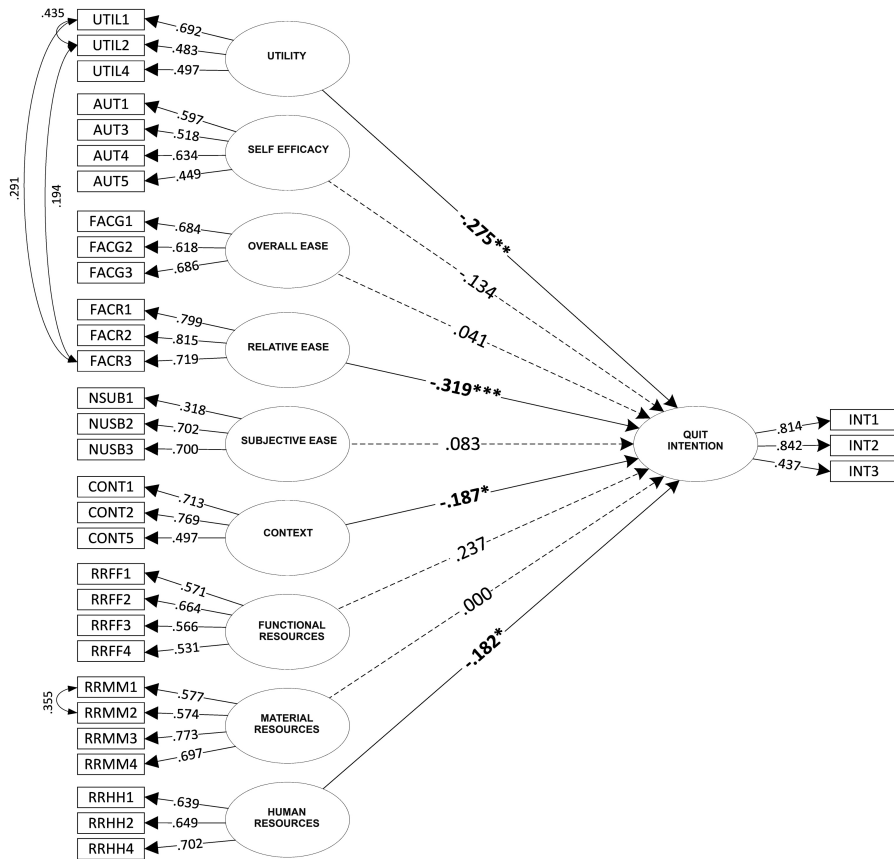 .435
UTIL1
.692
UTIL2
.483
UTIL4
.497
UTILITY
AUT1
.597
AUT3
.518
AUT4
.634
AUT5
.449
SELF EFFICACY
.291
.194
-.275**
-.134
FACG1
.684
FACG2
.618
FACG3
.686
OVERALL EASE
.041
FACR1
.799
FACR2
.815
FACR3
.719
RELATIVE EASE
-.319***
NSUB1
.318
NUSB2
.702
NUSB3
.700
SUBJECTIVE EASE
.083
QUIT
INTENTION
.814
INT1
.842
INT2
.437
INT3
CONT1
.713
CONT2
.769
CONT5
.497
CONTEXT
-.187*
RRFF1
.571
RRFF2
.664
RRFF3
.566
RRFF4
.531
FUNCTIONAL
RESOURCES
.237
.355
RRMM1
.577
RRMM2
.574
RRMM3
.773
RRMM4
.697
MATERIAL
RESOURCES
.000
RRHH1
.639
RRHH2
.649
RRHH4
.702
HUMAN
RESOURCES
-.182*